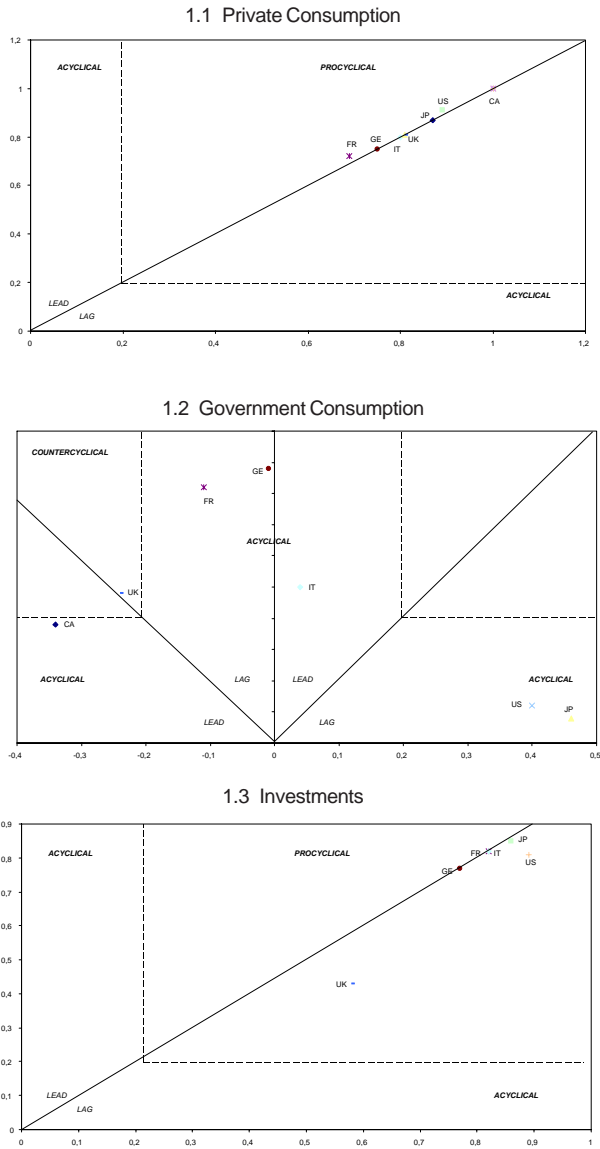 1.1 Private Consumption
1,2
ACYCLICAL
PROCYCLICAL
1
US
CA
JP
0,8
GE
UK
FR
IT
0,6
0,4
0,2
ACYCLICAL
LEAD
LAG
0
0
0,2
0,4
0,6
0,8
1
1,2
1.2 Government Consumption
COUNTERCYCLICAL
GE
FR
ACYCLICAL
IT
UK
CA
ACYCLICAL
LAG
LEAD
ACYCLICAL
US
JP
LEAD
LAG
-0,4
-0,3
-0,2
-0,1
0
0,1
0,2
0,3
0,4
0,5
1.3 Investments
0,9
ACYCLICAL
PROCYCLICAL
JP
FR
IT
0,8
US
GE
0,7
0,6
0,5
UK
0,4
0,3
0,2
0,1
LEAD
ACYCLICAL
LAG
0
0
0,1
0,2
0,3
0,4
0,5
0,6
0,7
0,8
0,9
1